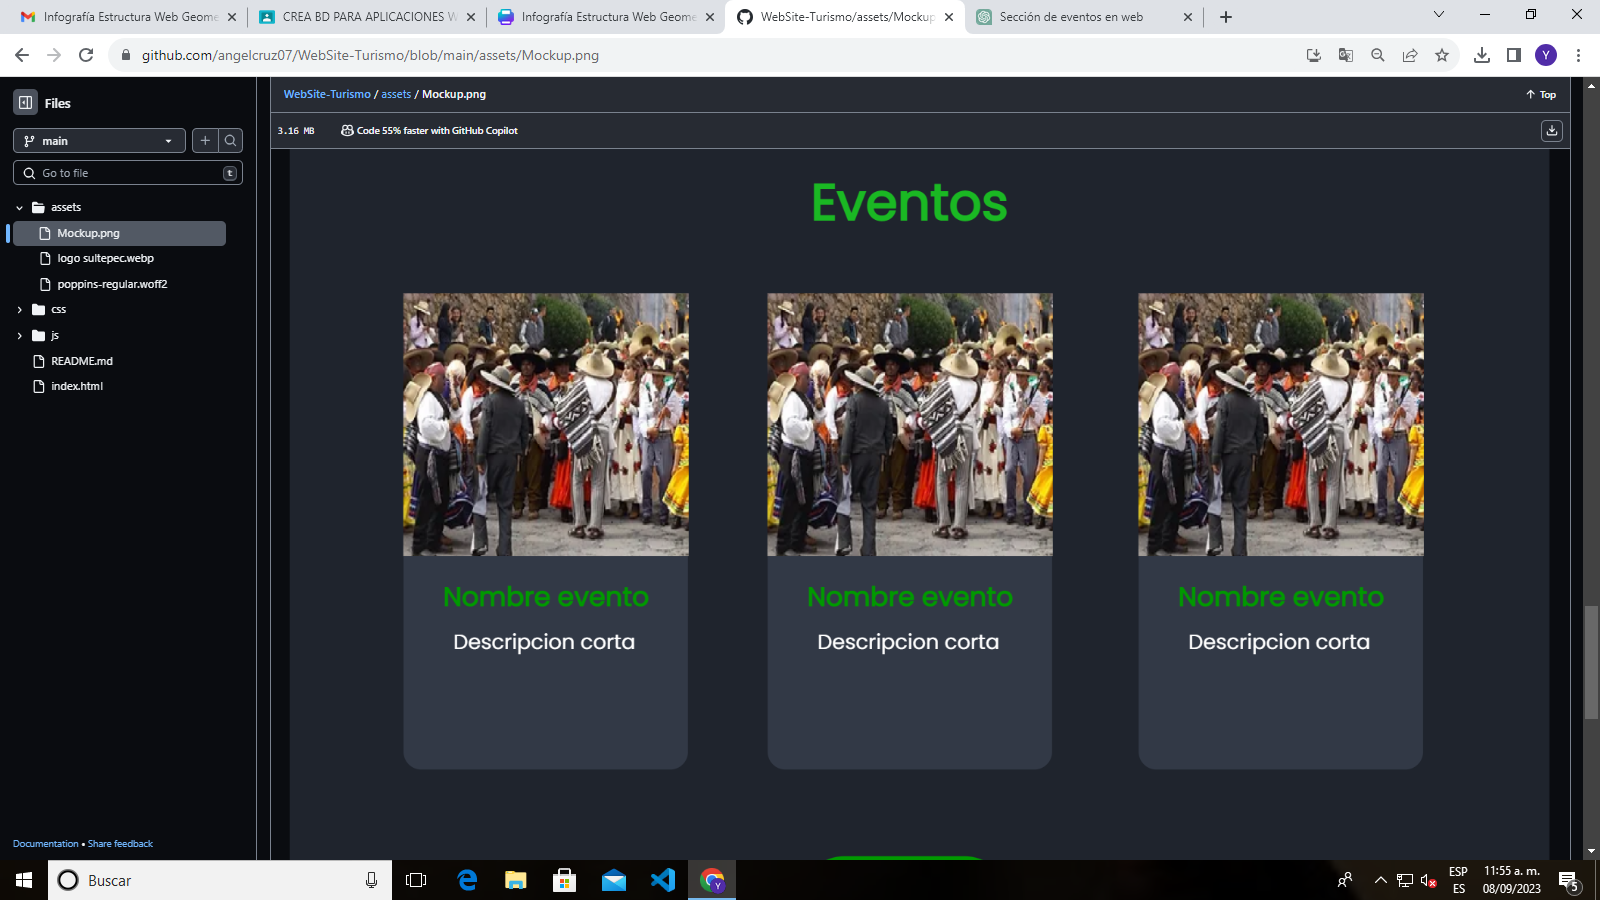 Infografía Estructura Web Geome
CREA BD PARA APLICACIONES W
Infografía Estructura Web Geome
WebSite-Turismo/assets/Mockup
Sección de eventos en web
github.com/angelcruz07/WebSite-Turismo/blob/main/assets/Mockup.png
Y
Files
main
Go to file
t
assets
Mockup.png
logo sultepec.webp
poppins-regular.woff2
css
js
README.md
index.html
Documentation • Share feedback
WebSite-Turismo / assets / Mockup.png
Top
3.16 MB
Code 55% faster with GitHub Copilot
Eventos
Nombre evento
Descripcion corta
Nombre evento
Descripcion corta
Nombre evento
Descripcion corta
Buscar
Y
ESP
ES
11:55 a. m.
08/09/2023
5